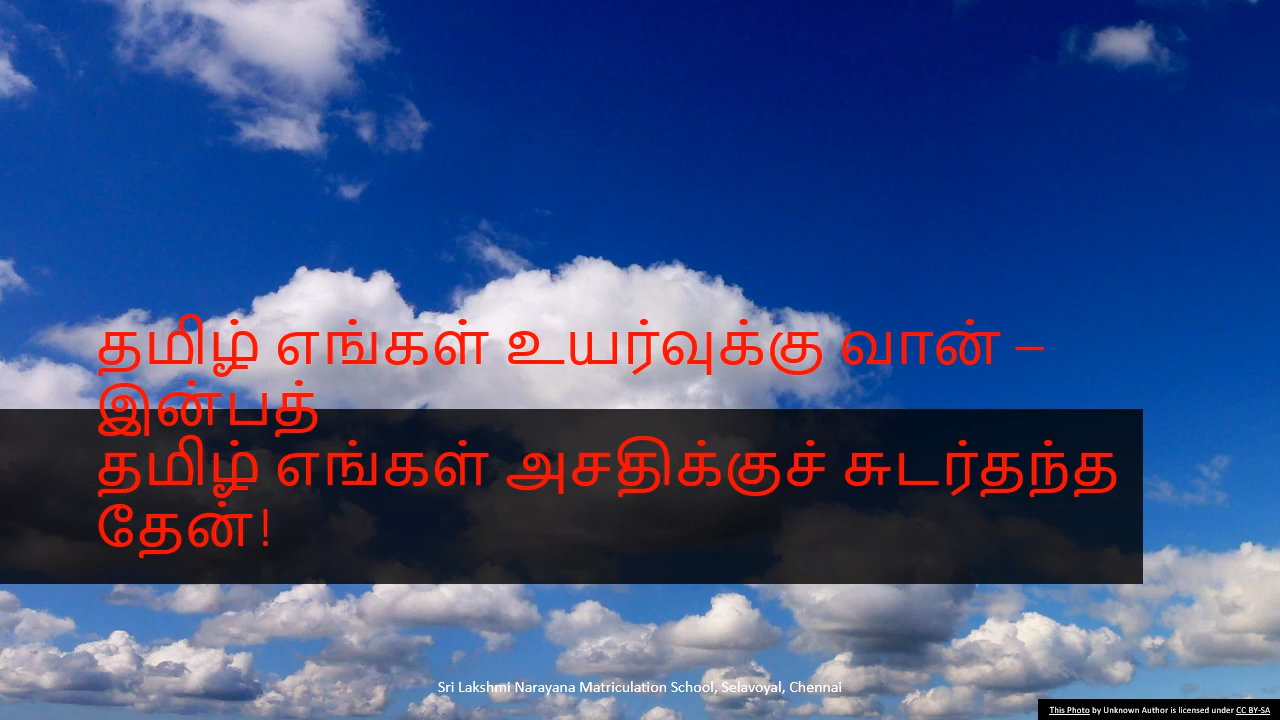 தமிழ் எங்கள் உயர்வுக்கு வான் –
இன்பத்
தமிழ் எங்கள் அசதிக்குச் சுடர்தந்த
தேன்!
Sri Lakshmi Narayana Matriculation School, Selavoyal, Chennai
This Photo by Unknown Author is licensed under CC BY-SA